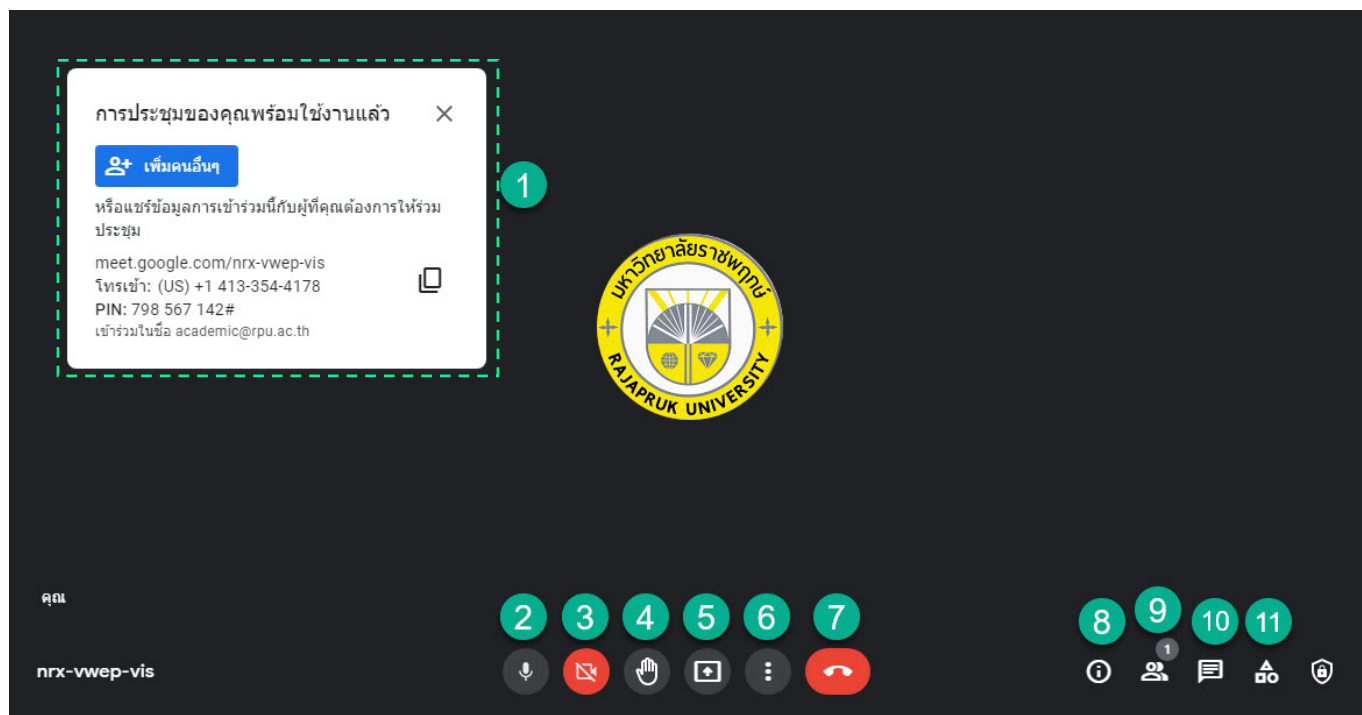 การประชุมของคุณพร้อมใช้งานแล้ว
เพิ่มคนอื่นๆ
หรือแชร์ข้อมูลการเข้าร่วมนี้กับผู้ที่คุณต้องการให้ร่วม
ประชุม
meet.google.com/nrx-vwep-vis
โทรเข้า: (US) +1 413-354-4178
PIN: 798 567 142#
เข้าร่วมในชื่อ academic@rpu.ac.th
1
มหาวิทยาลัยราชพฤกษ์
RAJAPRUK UNIVERSITY
คุณ
2 3 4 5 6 7 8 9 10 11
1
nrx-vwep-vis